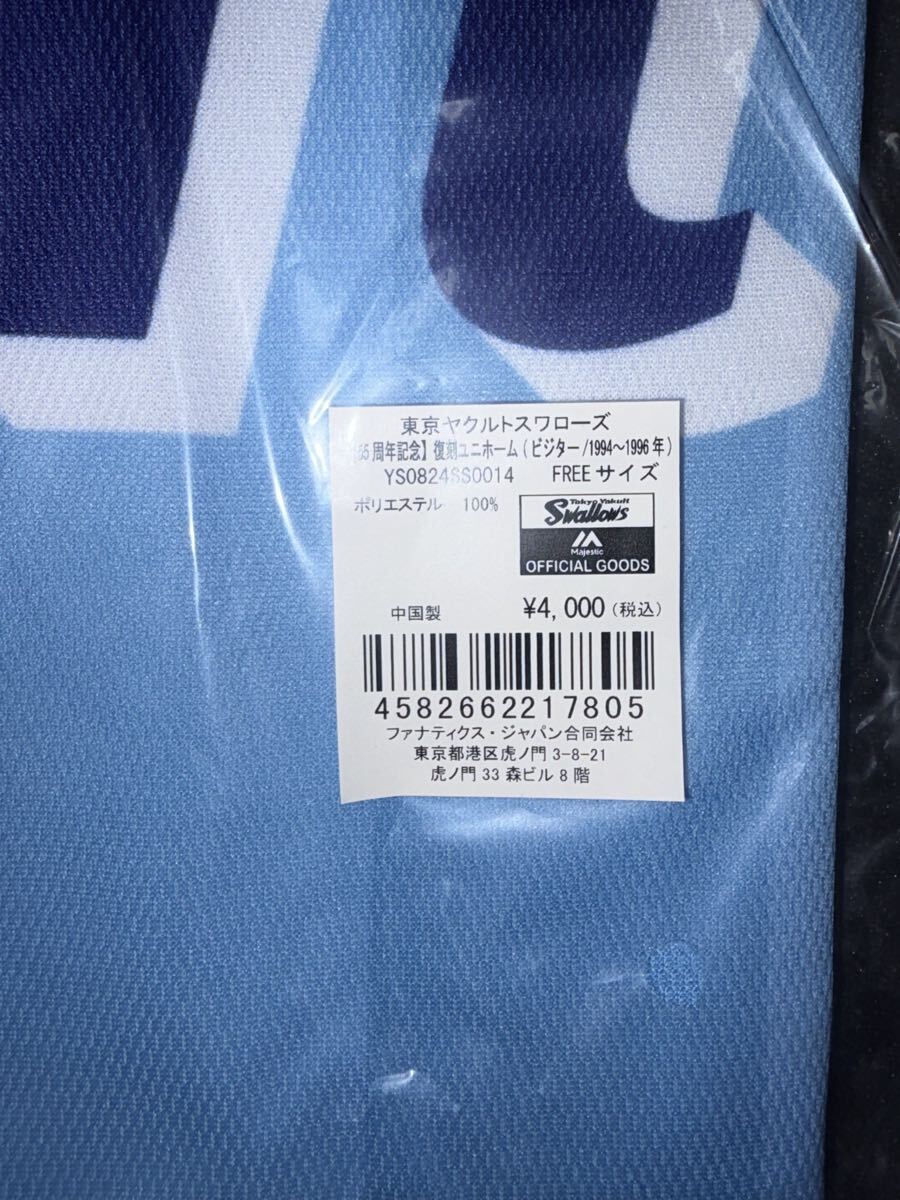 東京ヤクルトスワローズ
55周年記念】復刻ユニホーム(ビジター/1994～1996年)
YS0824SS0014 FREEサイズ
ポリエステル 100%
Tokyo Yakult
Swallows
Majestic
OFFICIAL GOODS
中国製 ¥4,000(税込)
4582662217805
ファナティクス・ジャパン合同会社
東京都港区虎ノ門3-8-21
虎ノ門33森ビル8階